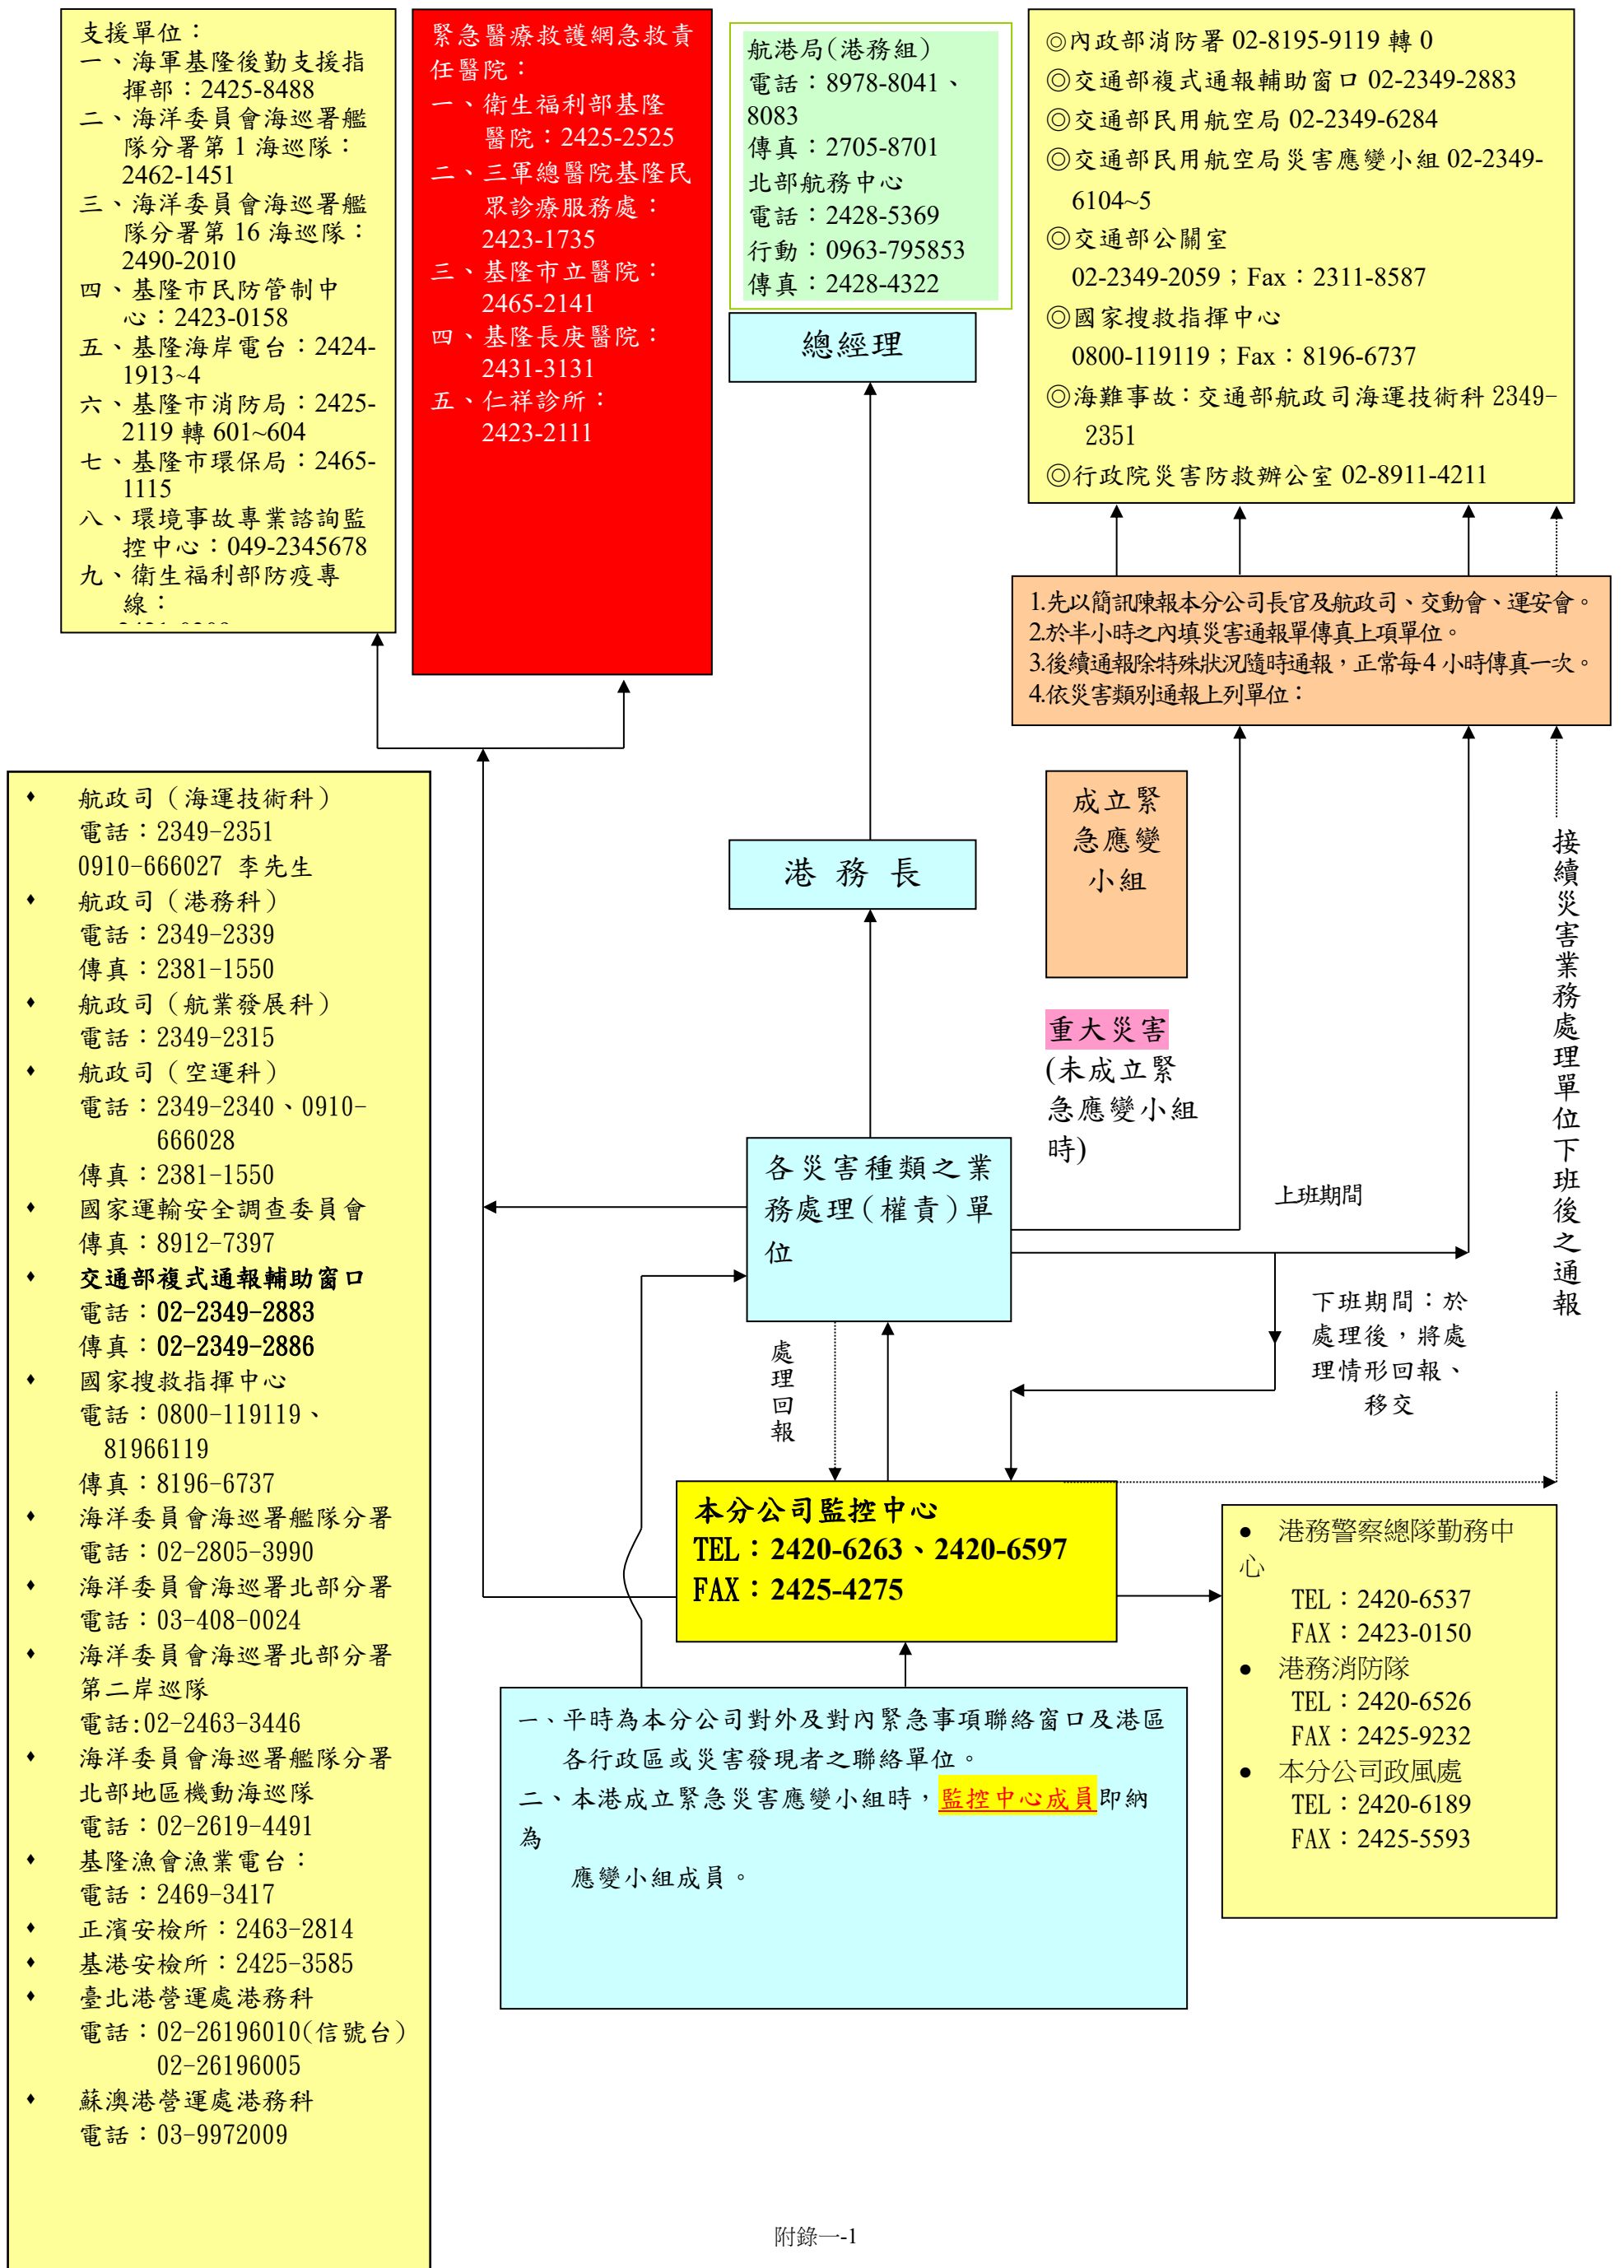 支援單位：
一、海軍基隆後勤支援指
揮部：2425-8488
二、海洋委員會海巡署艦
隊分署第 1 海巡隊：
2462-1451
三、海洋委員會海巡署艦
隊分署第 16 海巡隊：
2490-2010
四、基隆市民防管制中
心：2423-0158
五、基隆海岸電台：2424-
1913~4
六、基隆市消防局：2425-
2119 轉 601~604
七、基隆市環保局：2465-
1115
八、環境事故專業諮詢監
控中心：049-2345678
九、衛生福利部防疫專
線：
緊急醫療救護網急救責
任醫院：
一、衛生福利部基隆
醫院：2425-2525
二、三軍總醫院基隆民
眾診療服務處：
2423-1735
三、基隆市立醫院：
2465-2141
四、基隆長庚醫院：
2431-3131
五、仁祥診所：
2423-2111
航港局(港務組)
電話：8978-8041、
8083
傳真：2705-8701
北部航務中心
電話：2428-5369
行動：0963-795853
傳真：2428-4322
◎內政部消防署 02-8195-9119 轉 0
◎交通部複式通報輔助窗口 02-2349-2883
◎交通部民用航空局 02-2349-6284
◎交通部民用航空局災害應變小組 02-2349-
6104~5
◎交通部公關室
02-2349-2059；Fax：2311-8587
◎國家搜救指揮中心
0800-119119；Fax：8196-6737
◎海難事故：交通部航政司海運技術科 2349-
2351
◎行政院災害防救辦公室 02-8911-4211
總經理
1.先以簡訊陳報本分公司長官及航政司、交動會、運安會。
2.於半小時之內填災害通報單傳真上項單位。
3.後續通報除特殊狀況隨時通報，正常每4 小時傳真一次。
4.依災害類別通報上列單位：
港 務 長
成立緊
急應變
小組
重大災害
(未成立緊
急應變小組
時)
接續災害業務處理單位下班後之通報
各災害種類之業
務處理(權責)單
位
上班期間
下班期間：於
處理後，將處
理情形回報、
移交
處理回報
♦ 航政司（海運技術科）
電話：2349-2351
0910-666027 李先生
♦ 航政司（港務科）
電話：2349-2339
傳真：2381-1550
♦ 航政司（航業發展科）
電話：2349-2315
♦ 航政司（空運科）
電話：2349-2340、0910-
666028
傳真：2381-1550
♦ 國家運輸安全調查委員會
傳真：8912-7397
♦ 交通部複式通報輔助窗口
電話：02-2349-2883
傳真：02-2349-2886
♦ 國家搜救指揮中心
電話：0800-119119、
81966119
傳真：8196-6737
♦ 海洋委員會海巡署艦隊分署
電話：02-2805-3990
♦ 海洋委員會海巡署北部分署
電話：03-408-0024
♦ 海洋委員會海巡署北部分署
第二岸巡隊
電話:02-2463-3446
♦ 海洋委員會海巡署艦隊分署
北部地區機動海巡隊
電話：02-2619-4491
♦ 基隆漁會漁業電台：
電話：2469-3417
♦ 正濱安檢所：2463-2814
♦ 基港安檢所：2425-3585
♦ 臺北港營運處港務科
電話：02-26196010(信號台)
02-26196005
♦ 蘇澳港營運處港務科
電話：03-9972009
本分公司監控中心
TEL：2420-6263、2420-6597
FAX：2425-4275
● 港務警察總隊勤務中
心
TEL：2420-6537
FAX：2423-0150
● 港務消防隊
TEL：2420-6526
FAX：2425-9232
● 本分公司政風處
TEL：2420-6189
FAX：2425-5593
一、平時為本分公司對外及對內緊急事項聯絡窗口及港區
各行政區或災害發現者之聯絡單位。
二、本港成立緊急災害應變小組時，監控中心成員即納
為
應變小組成員。
附錄一-1